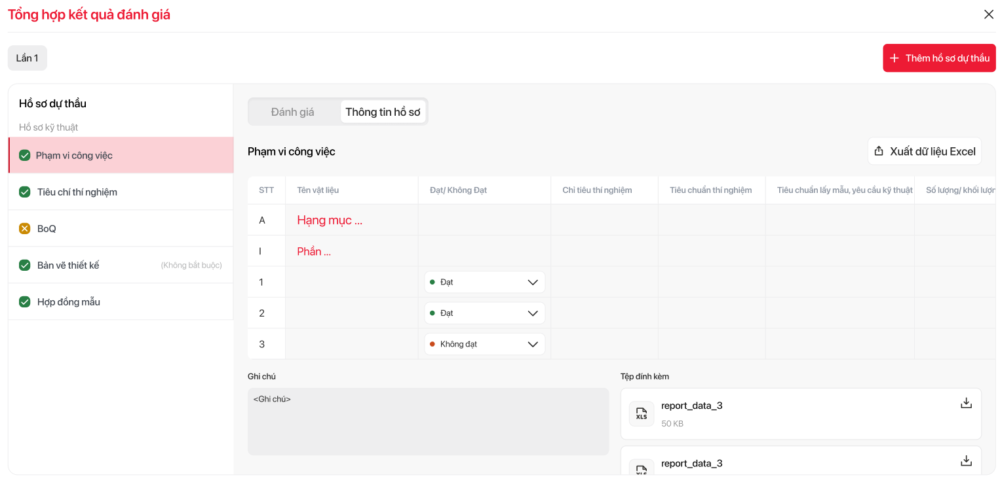 Tổng hợp kết quả đánh giá
Lần 1
Thêm hồ sơ dự thầu
Hồ sơ dự thầu
Hồ sơ kỹ thuật
Phạm vi công việc
Tiêu chí thí nghiệm
BoQ
Bản vẽ thiết kế (Không bắt buộc)
Hợp đồng mẫu
Đánh giá Thông tin hồ sơ
Phạm vi công việc
Xuất dữ liệu Excel
STT Tên vật liệu Đạt/ Không Đạt Chỉ tiêu thí nghiệm Tiêu chuẩn thí nghiệm Tiêu chuẩn lấy mẫu, yêu cầu kỹ thuật Số lượng/ khối lượn
A Hạng mục ...
I Phần ...
1 Đạt
2 Đạt
3 Không đạt
Ghi chú
<Ghi chú>
Tệp đính kèm
XLS
report_data_3
50 KB
XLS
report_data_3